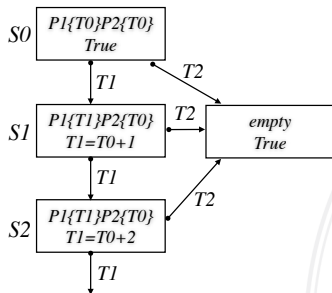 S0
P1{T0}P2{T0}
True
T1
T2
S1
P1{T1}P2{T0}
T1=T0+1
T2
empty
True
T1
T2
S2
P1{T1}P2{T0}
T1=T0+2
T1